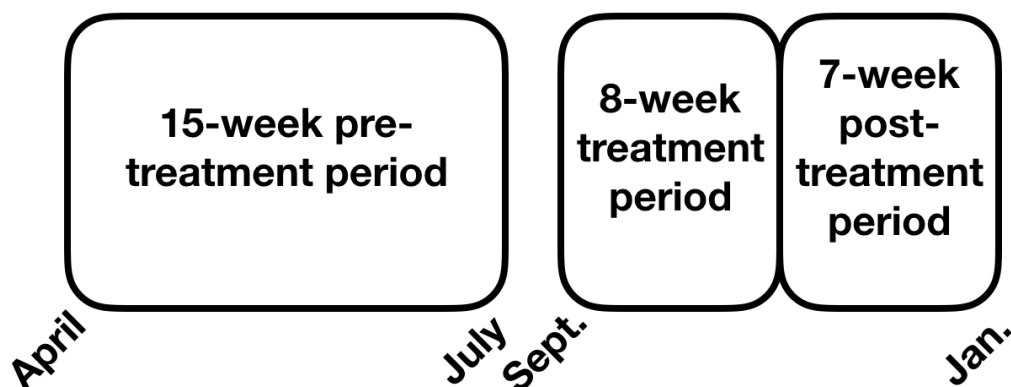 15-week pre-
treatment period
8-week
treatment
period
7-week
post-
treatment
period
April
July
Sept.
Jan.